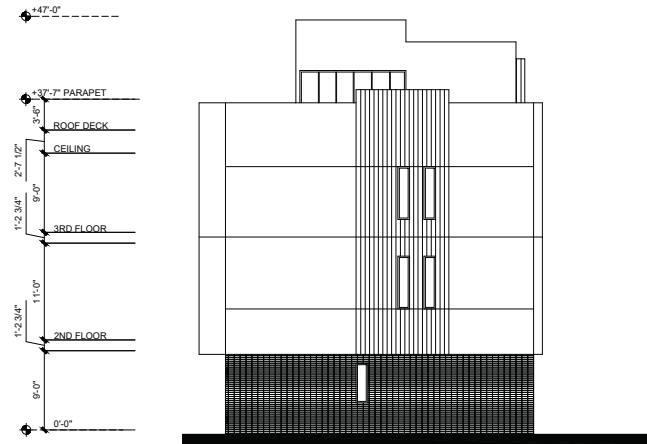 +47'-0"
+37'-7" PARAPET
3'-6"
ROOF DECK
2'-7 1/2"
CEILING
9'-0"
1'-2 3/4"
3RD FLOOR
11'-0"
1'-2 3/4"
2ND FLOOR
9'-0"
0'-0"